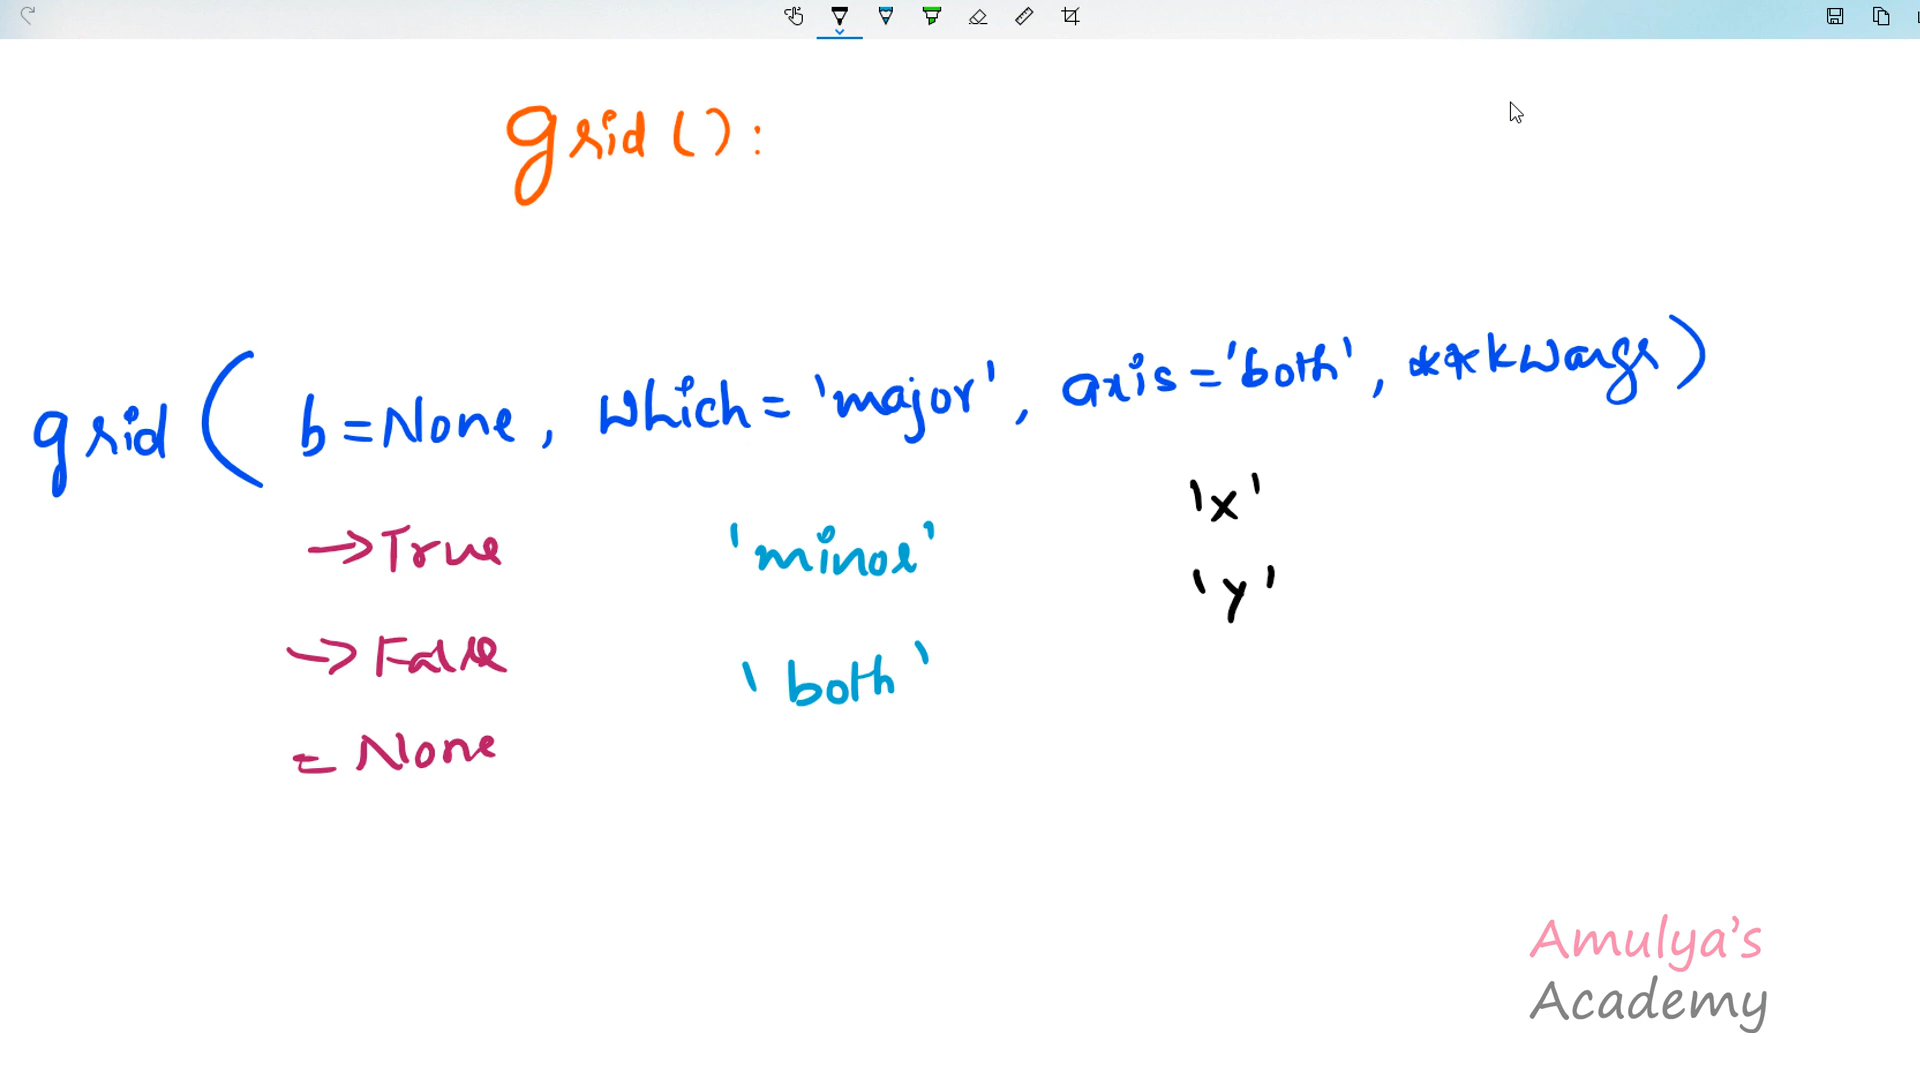 grid():
grid( b=None, which='major', axis='both', **kwargs)
→True 'minor' 'x'
→False 'both' 'y'
=None
Amulya's
Academy